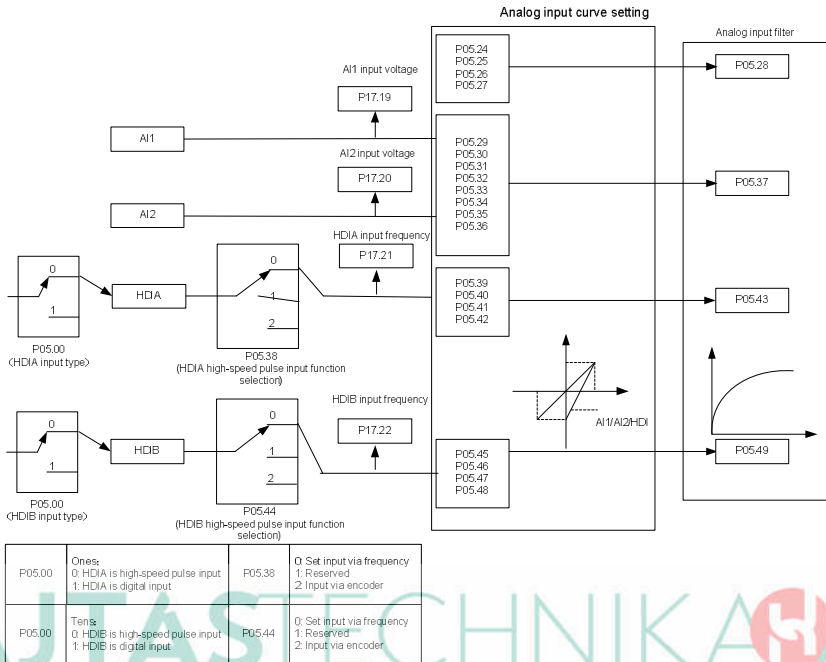 Analog input curve setting
Analog input filter
P05.24
P05.25
P05.26
P05.27
P05.28
AI1 input voltage
P17.19
AI1
AI2 input voltage
P17.20
AI2
P05.29
P05.30
P05.31
P05.32
P05.33
P05.34
P05.35
P05.36
P05.37
HDIA input frequency
P17.21
0
1
P05.00
(HDIA input type)
HDIA
0
1
2
P05.38
(HDIA high-speed pulse input function
selection)
P05.39
P05.40
P05.41
P05.42
P05.43
AI1/AI2/HDI
HDIB input frequency
P17.22
0
1
P05.00
(HDIB input type)
HDIB
0
1
2
P05.44
(HDIB high-speed pulse input function
selection)
P05.45
P05.46
P05.47
P05.48
P05.49
P05.00
Ones:
0: HDIA is high-speed pulse input
1: HDIA is digital input
P05.38
0: Set input via frequency
1: Reserved
2: Input via encoder
P05.00
Tens:
0: HDIB is high-speed pulse input
1: HDIB is digital input
P05.44
0: Set input via frequency
1: Reserved
2: Input via encoder
UTASTECHNIKA